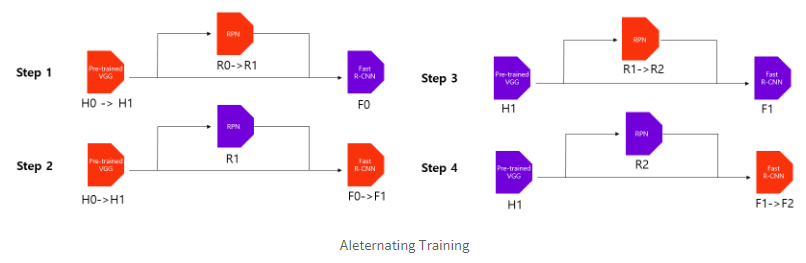 Step 1
Pre-trained
VGG
H0 -> H1
RPN
R0->R1
Fast
R-CNN
F0
Step 2
Pre-trained
VGG
H0->H1
RPN
R1
Fast
R-CNN
F0->F1
Step 3
Pre-trained
VGG
H1
RPN
R1->R2
Fast
R-CNN
F1
Step 4
Pre-trained
VGG
H1
RPN
R2
Fast
R-CNN
F1->F2
Aleternating Training